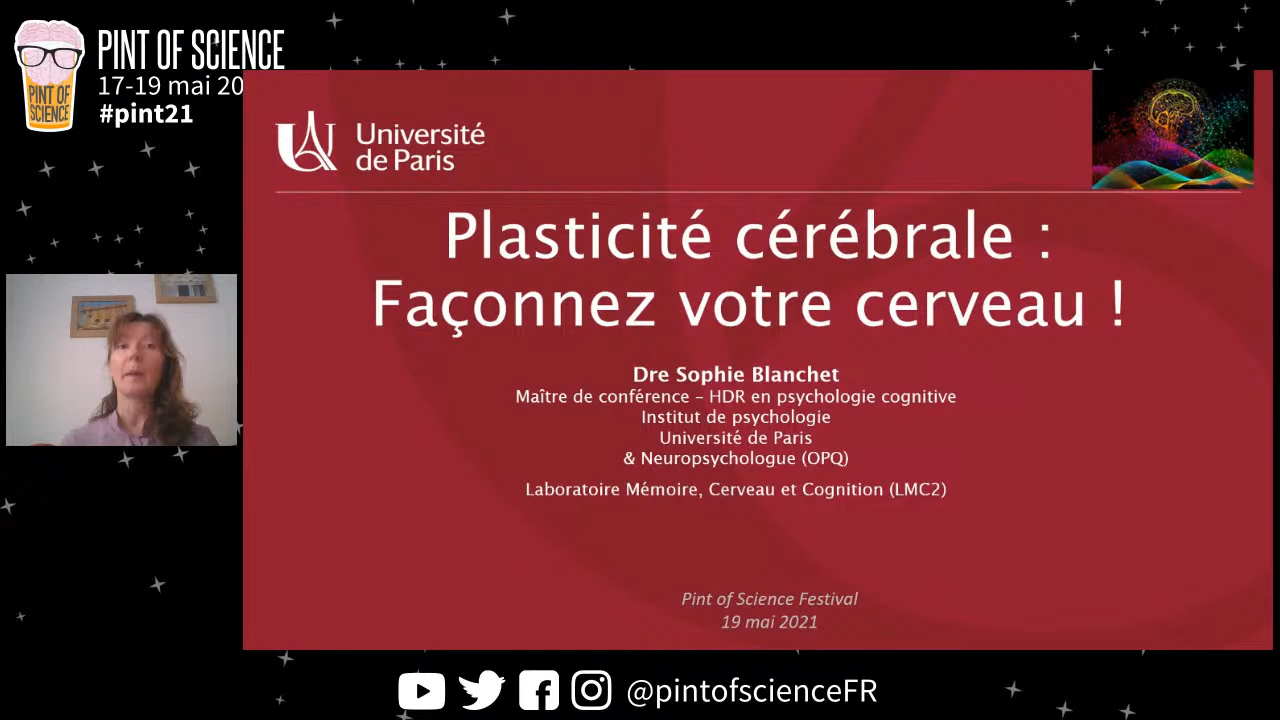 PINT OF SCIENCE
17-19 mai 20
#pint21
PINT OF
SCIENCE
Université
de Paris
Plasticité cérébrale :
Façonnez votre cerveau !
Dre Sophie Blanchet
Maître de conférence – HDR en psychologie cognitive
Institut de psychologie
Université de Paris
& Neuropsychologue (OPQ)
Laboratoire Mémoire, Cerveau et Cognition (LMC2)
Pint of Science Festival
19 mai 2021
@pintofscienceFR